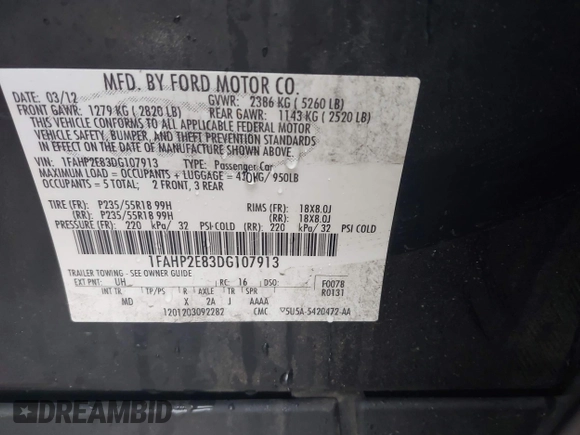 MFD. BY FORD MOTOR CO.
DATE: 03/12 GVWR: 2386 KG ( 5260 LB)
FRONT GAWR: 1279 KG ( 2820 LB) REAR GAWR: 1143 KG ( 2520 LB)
THIS VEHICLE CONFORMS TO ALL APPLICABLE FEDERAL MOTOR
VEHICLE SAFETY, BUMPER, AND THEFT PREVENTION STANDARDS
IN EFFECT ON THE DATE OF MANUFACTURE SHOWN ABOVE.
VIN: 1FAHP2E83DG107913 TYPE: Passenger Car
MAXIMUM LOAD = OCCUPANTS + LUGGAGE = 430KG/ 950LB
OCCUPANTS = 5 TOTAL; 2 FRONT, 3 REAR
TIRE (FR): P235/55R18 99H RIMS (FR): 18X8.0J
(RR): P235/55R18 99H (RR): 18X8.0J
PRESSURE (FR): 220 kPa/ 32 PSI COLD (RR): 220 kPa/ 32 PSI COLD
1FAHP2E83DG107913
TRAILER TOWING - SEE OWNER GUIDE
EXT PNT: UH RC: 16 DSO: F007B
INT TR TP/PS R AXLE TR SPR R0131
MD X 2A J AAAA
1201203092282 CMC 5U5A-5420472-AA
DREAMBID